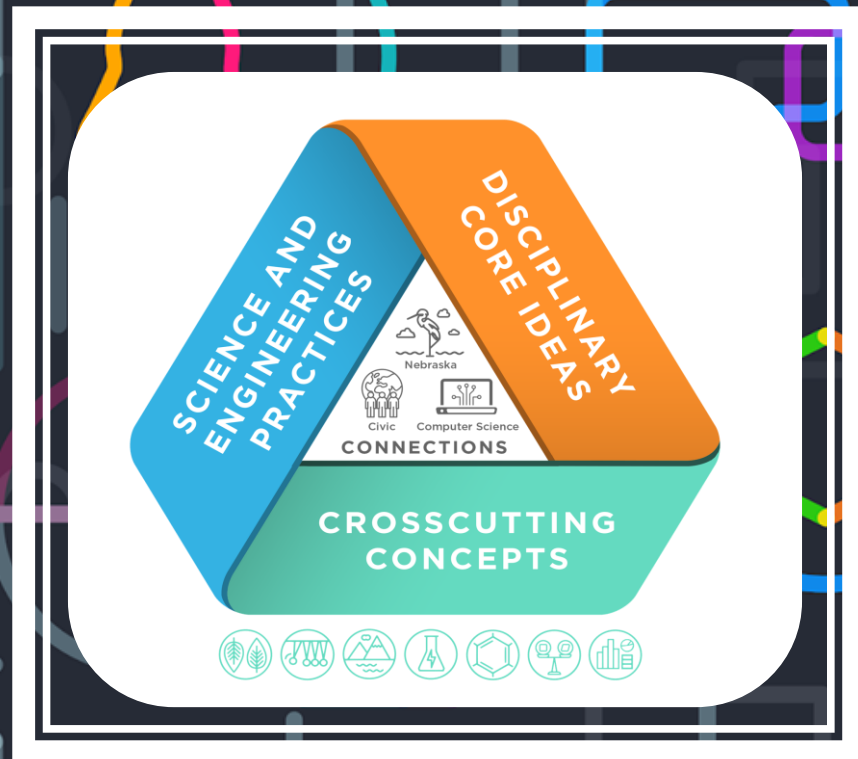 SCIENCE AND
ENGINEERING
PRACTICES
DISCIPLINARY
CORE IDEAS
Nebraska
Civic
Computer Science
CONNECTIONS
CROSSCUTTING
CONCEPTS